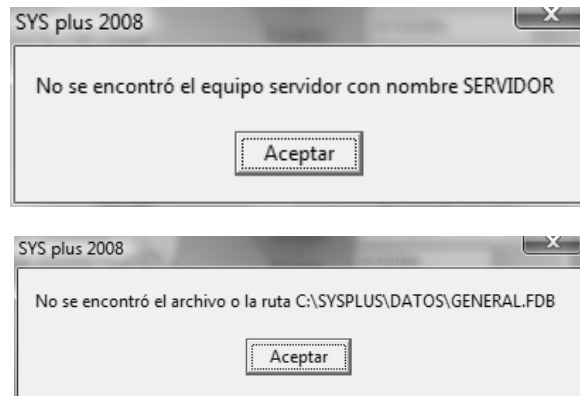 SYS plus 2008
No se encontró el equipo servidor con nombre SERVIDOR
Aceptar
SYS plus 2008
No se encontró el archivo o la ruta C:\SYSPLUS\DATOS\GENERAL.FDB
Aceptar